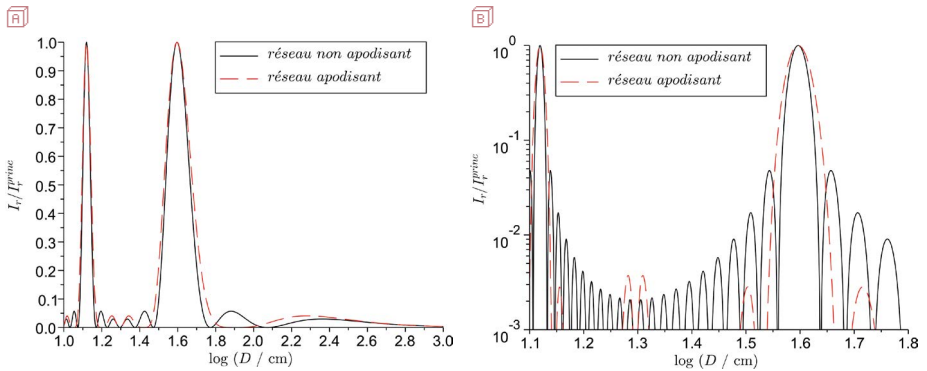 A
réseau non apodisant
réseau apodisant
1.0
0.9
0.8
0.7
0.6
0.5
0.4
0.3
0.2
0.1
0.0
I_r/I_r^princ
1.0 1.2 1.4 1.6 1.8 2.0 2.2 2.4 2.6 2.8 3.0
log (D / cm)
B
réseau non apodisant
réseau apodisant
10^0
10^-1
10^-2
10^-3
I_r/I_r^princ
1.1 1.2 1.3 1.4 1.5 1.6 1.7 1.8
log (D / cm)